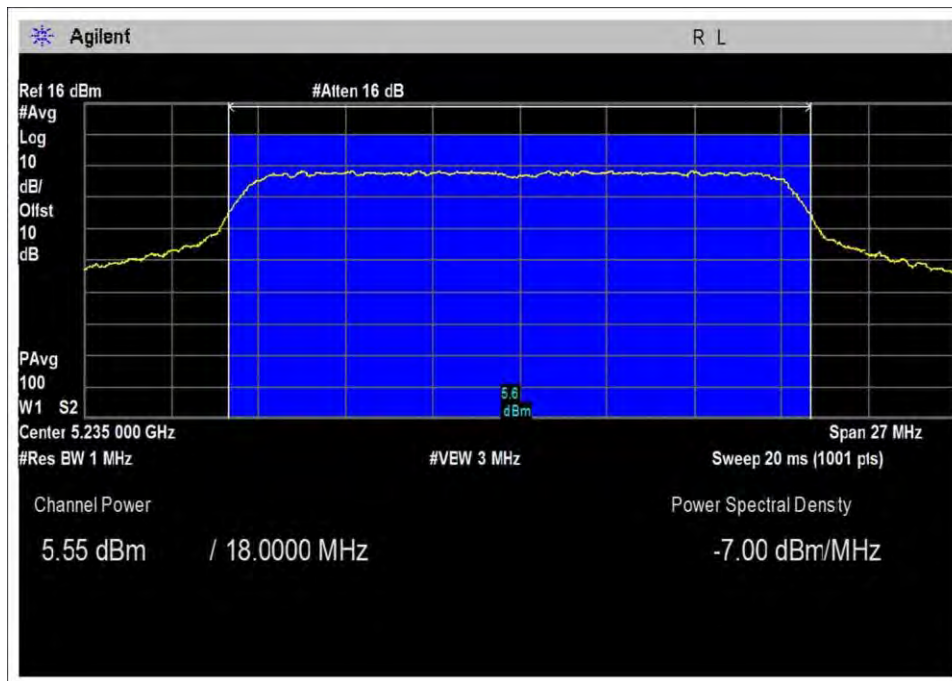 Agilent
R L
Ref 16 dBm
#Atten 16 dB
#Avg
Log
10
dB/
Offst
10
dB
PAvg
100
W1 S2
5.6
dBm
Center 5.235 000 GHz
Span 27 MHz
#Res BW 1 MHz
#VBW 3 MHz
Sweep 20 ms (1001 pts)
Channel Power
Power Spectral Density
5.55 dBm / 18.0000 MHz
-7.00 dBm/MHz